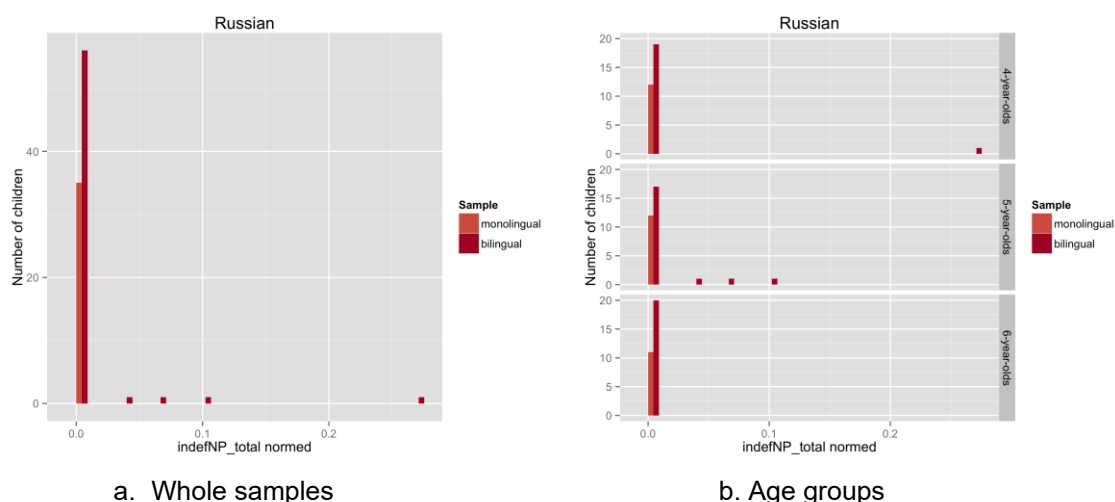 Russian
Number of children
40
20
0
0.0 0.1 0.2
indefNP_total normed
Sample
monolingual
bilingual
a. Whole samples
Russian
Number of children
20
15
10
5
0
4-year-olds
20
15
10
5
0
5-year-olds
20
15
10
5
0
6-year-olds
0.0 0.1 0.2
indefNP_total normed
Sample
monolingual
bilingual
b. Age groups